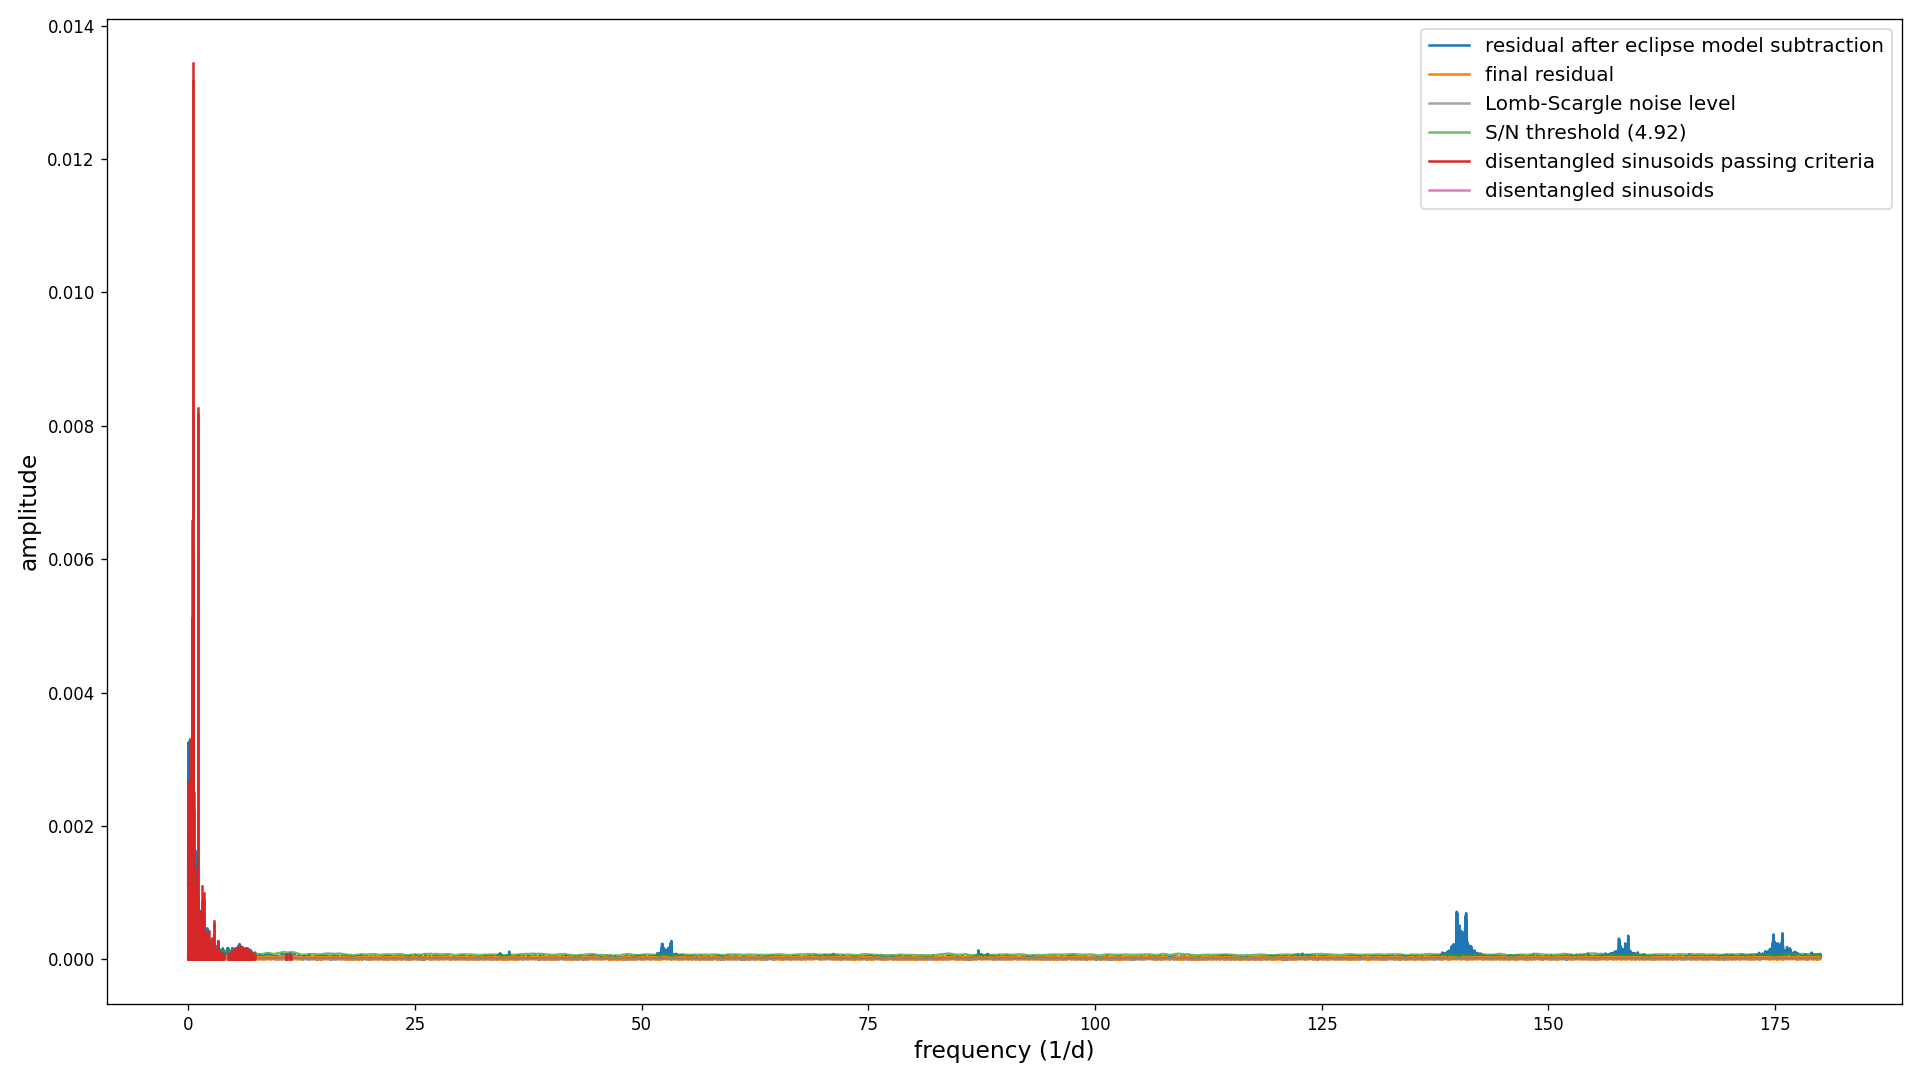 0.014
0.012
0.010
0.008
0.006
0.004
0.002
0.000
amplitude
0
25
50
75
100
125
150
175
frequency (1/d)
residual after eclipse model subtraction
final residual
Lomb-Scargle noise level
S/N threshold (4.92)
disentangled sinusoids passing criteria
disentangled sinusoids